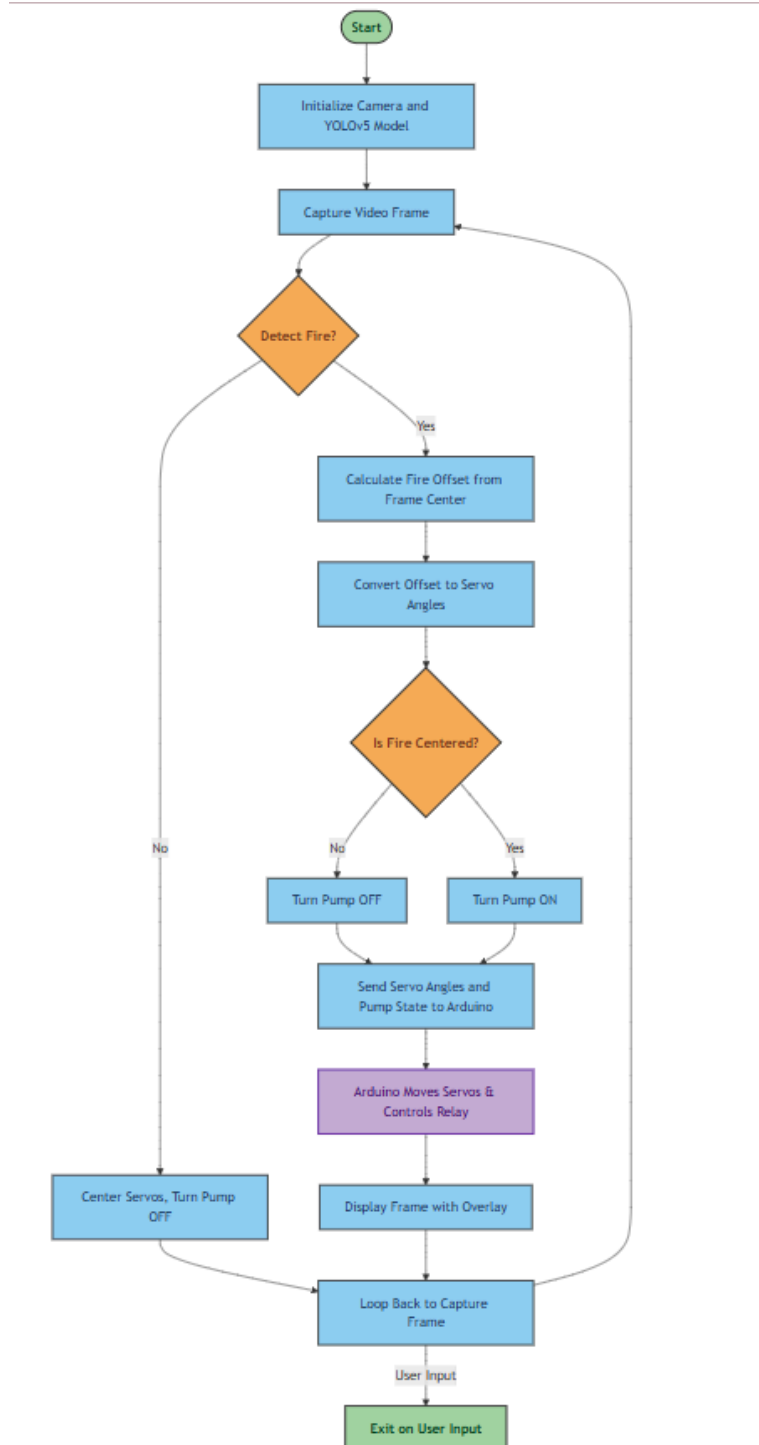 Start
Initialize Camera and
YOLOv5 Model
Capture Video Frame
Detect Fire?
Yes
Calculate Fire Offset from
Frame Center
Convert Offset to Servo
Angles
Is Fire Centered?
No
No
Yes
Turn Pump OFF
Turn Pump ON
Send Servo Angles and
Pump State to Arduino
Arduino Moves Servos &
Controls Relay
Center Servos, Turn Pump
OFF
Display Frame with Overlay
Loop Back to Capture
Frame
User Input
Exit on User Input